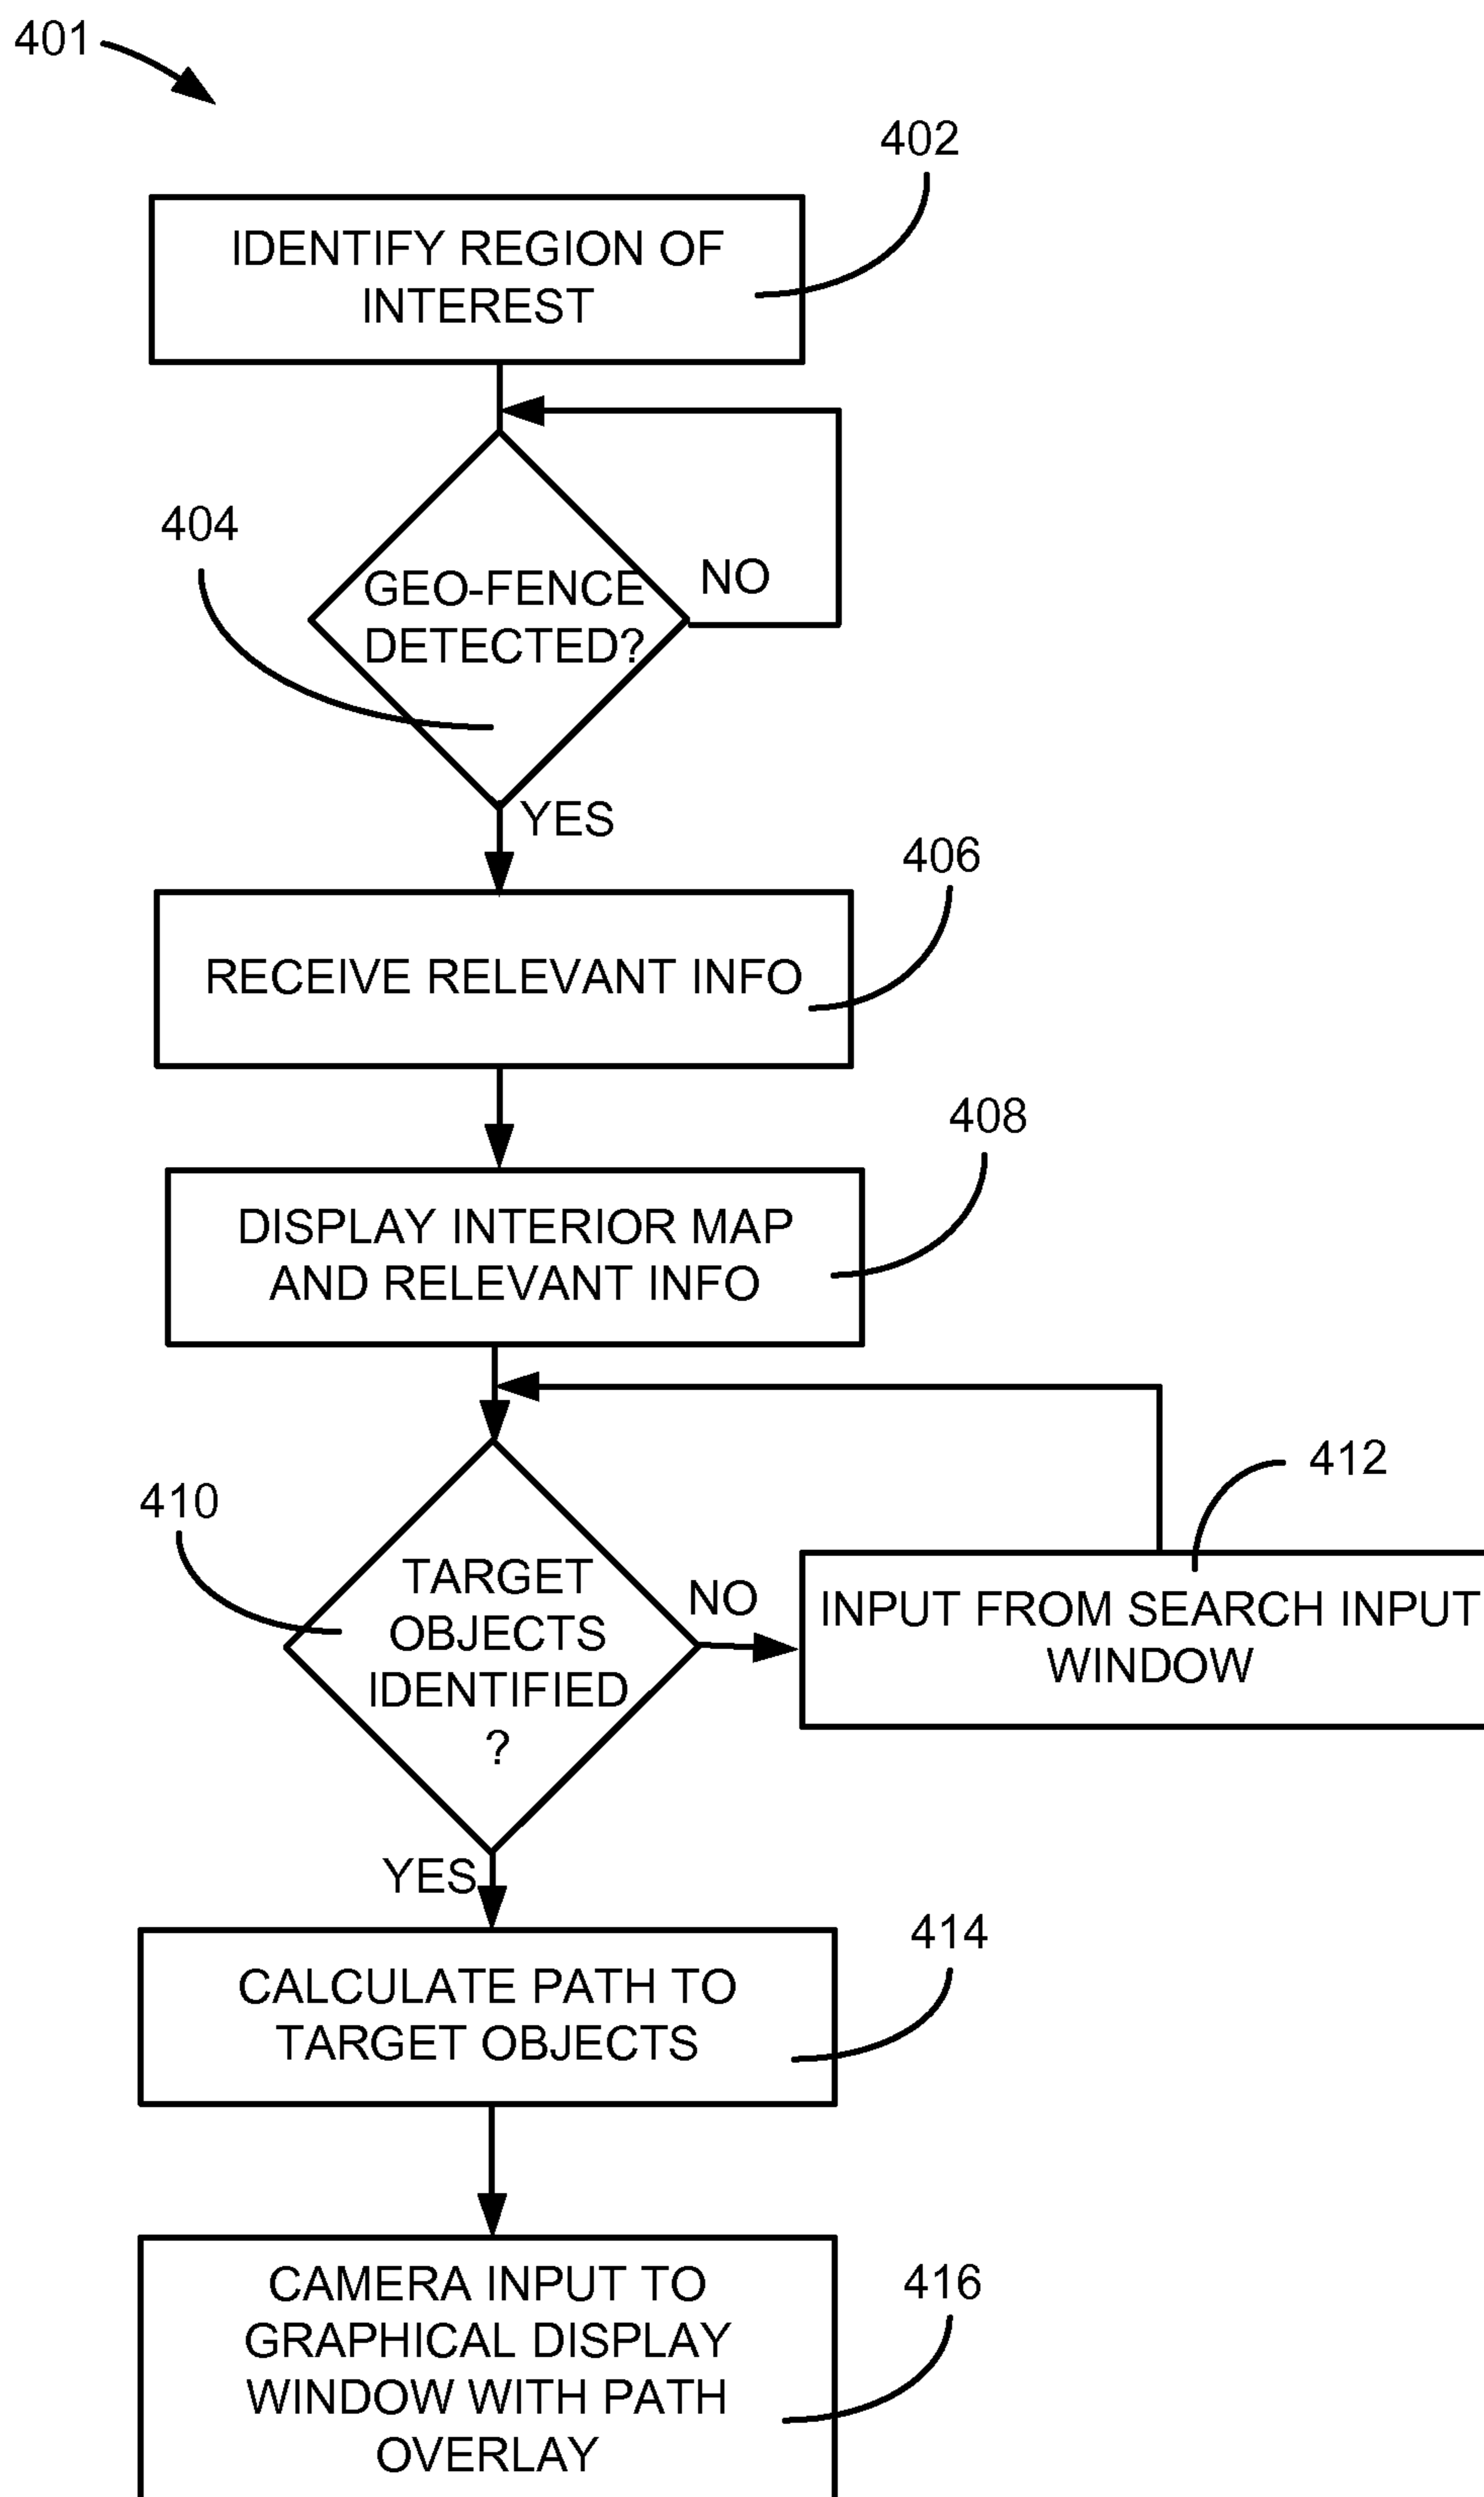 401
402
IDENTIFY REGION OF
INTEREST
404
GEO-FENCE
DETECTED?
NO
YES
406
RECEIVE RELEVANT INFO
408
DISPLAY INTERIOR MAP
AND RELEVANT INFO
410
TARGET
OBJECTS
IDENTIFIED
?
NO
412
INPUT FROM SEARCH INPUT
WINDOW
YES
414
CALCULATE PATH TO
TARGET OBJECTS
416
CAMERA INPUT TO
GRAPHICAL DISPLAY
WINDOW WITH PATH
OVERLAY